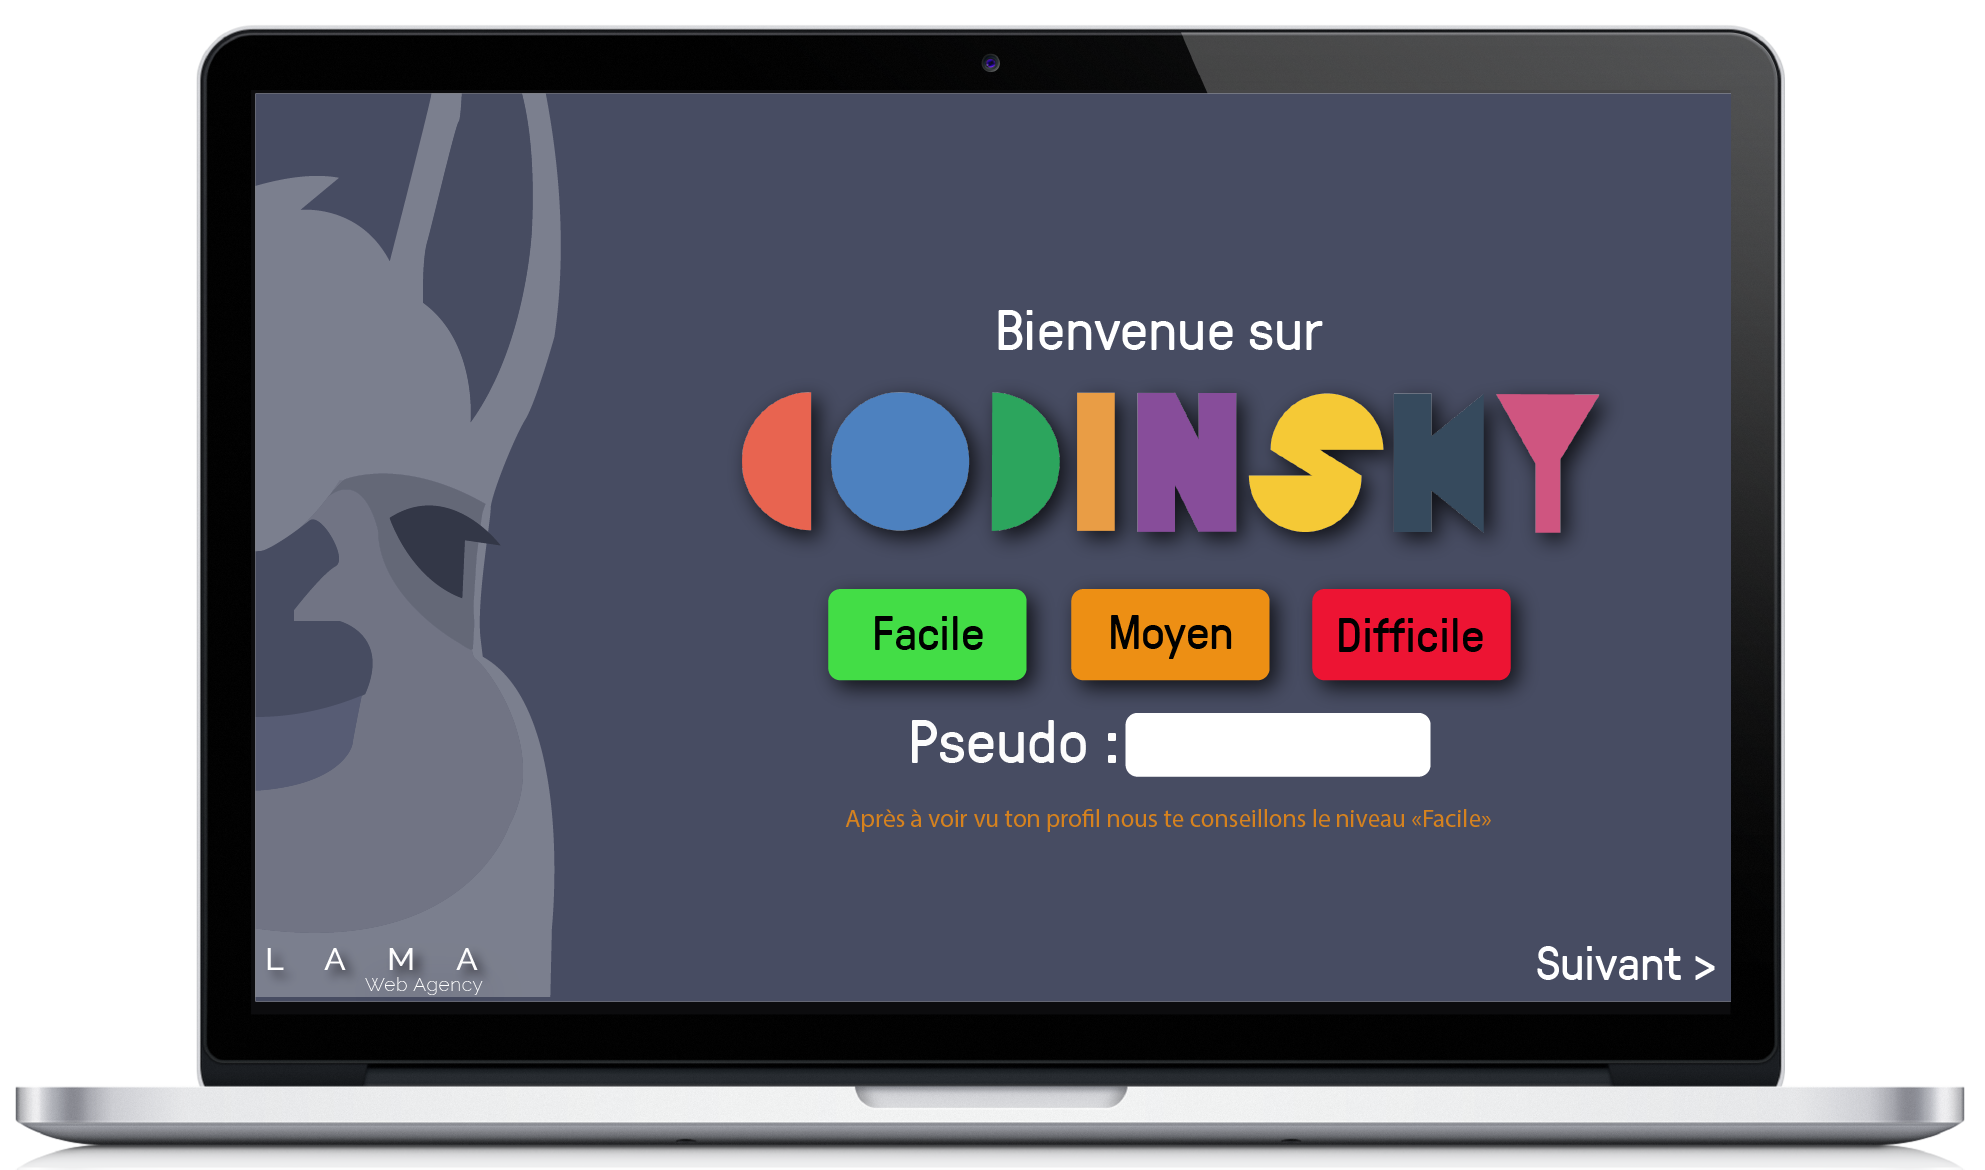 Bienvenue sur
CODINSKY
Facile Moyen Difficile
Pseudo :
Après à voir vu ton profil nous te conseillons le niveau «Facile»
L A M A
Web Agency
Suivant >